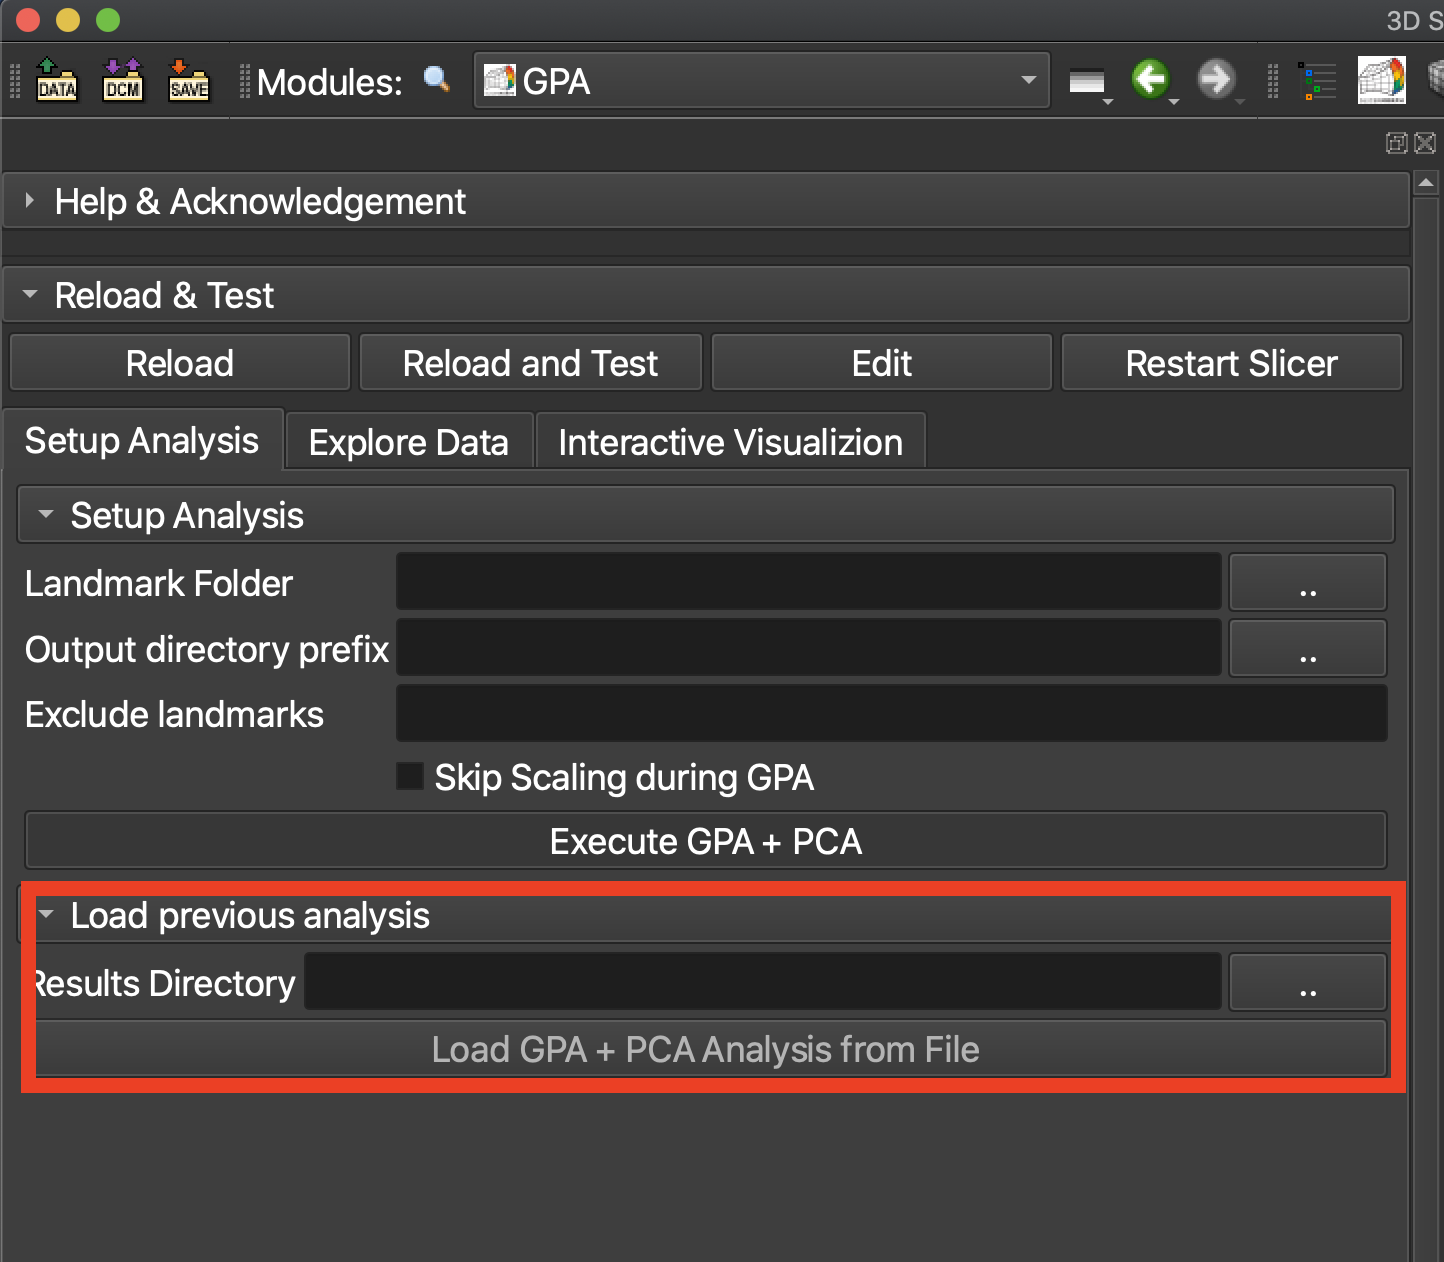 3D S
DATA DCM SAVE Modules: GPA
Help & Acknowledgement
Reload & Test
Reload Reload and Test Edit Restart Slicer
Setup Analysis Explore Data Interactive Visualizion
Setup Analysis
Landmark Folder ..
Output directory prefix ..
Exclude landmarks
Skip Scaling during GPA
Execute GPA + PCA
Load previous analysis
Results Directory ..
Load GPA + PCA Analysis from File